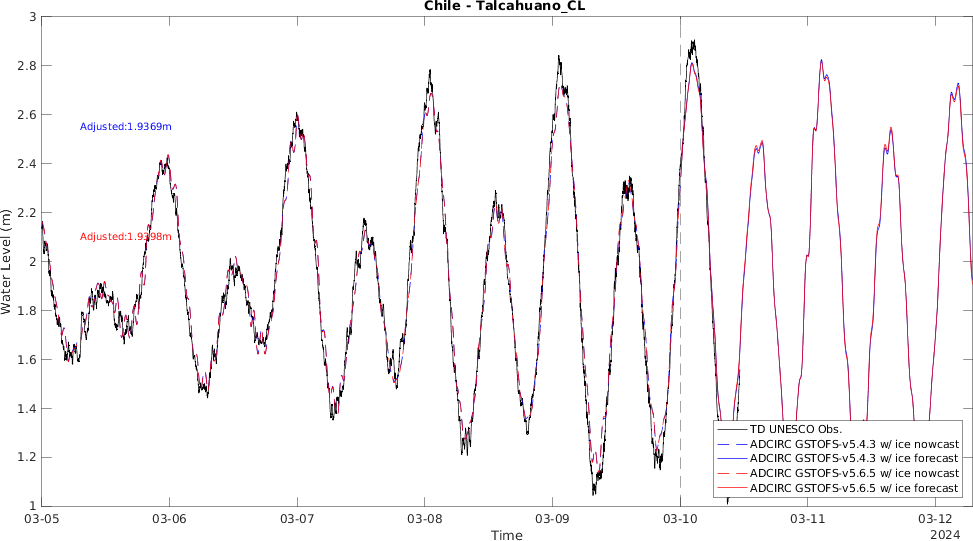 Chile - Talcahuano_CL
3
2.8
2.6
2.4
2.2
2
1.8
1.6
1.4
1.2
1
Water Level (m)
Adjusted:1.9369m
Adjusted:1.9398m
TD UNESCO Obs.
ADCIRC GSTOFS-v5.4.3 w/ ice nowcast
ADCIRC GSTOFS-v5.4.3 w/ ice forecast
ADCIRC GSTOFS-v5.6.5 w/ ice nowcast
ADCIRC GSTOFS-v5.6.5 w/ ice forecast
03-05 03-06 03-07 03-08 03-09 03-10 03-11 03-12
Time
2024